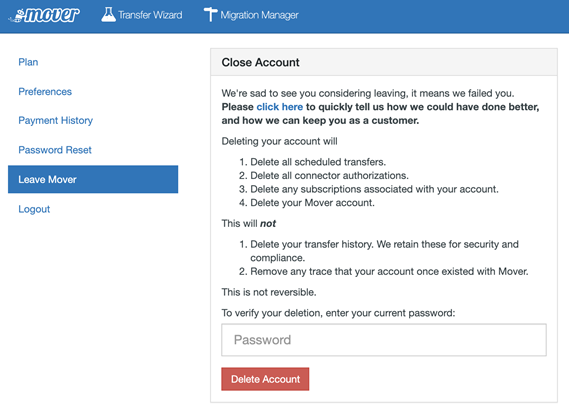 mover Transfer Wizard Migration Manager
Plan
Preferences
Payment History
Password Reset
Leave Mover
Logout
Close Account
We're sad to see you considering leaving, it means we failed you.
Please click here to quickly tell us how we could have done better,
and how we can keep you as a customer.
Deleting your account will
1. Delete all scheduled transfers.
2. Delete all connector authorizations.
3. Delete any subscriptions associated with your account.
4. Delete your Mover account.
This will not
1. Delete your transfer history. We retain these for security and
compliance.
2. Remove any trace that your account once existed with Mover.
This is not reversible.
To verify your deletion, enter your current password:
Password
Delete Account